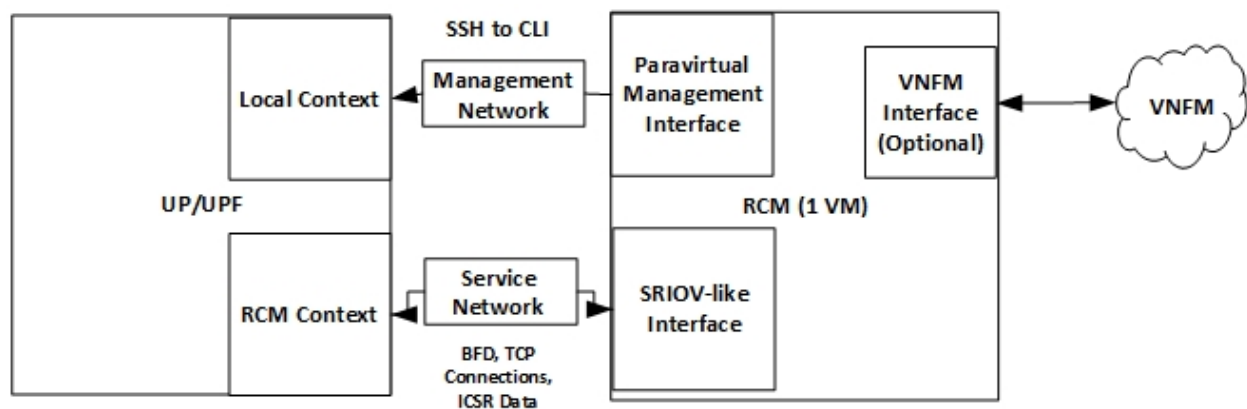 SSH to CLI
Local Context
Management
Network
Paravirtual
Management
Interface
VNFM
Interface
(Optional)
VNFM
UP/UPF
RCM (1 VM)
RCM Context
Service
Network
SRIOV-like
Interface
BFD, TCP
Connections,
ICSR Data